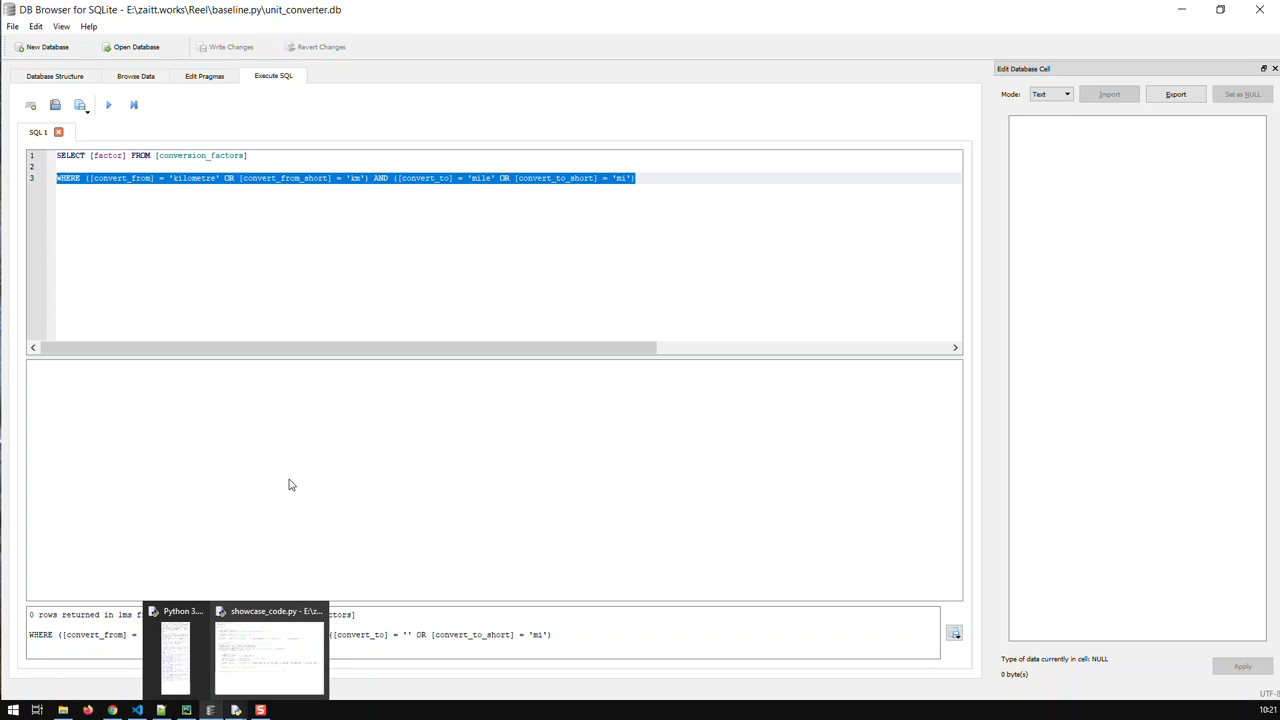 DB Browser for SQLite - E:\zaitt.works\Reel\baseline.py\unit_converter.db
File Edit View Help
New Database Open Database Write Changes Revert Changes
Edit Database Cell
Database Structure Browse Data Edit Pragmas Execute SQL
Mode: Text Import Export Set as NULL
SQL 1
1 SELECT [factor] FROM [conversion_factors]
2
3 WHERE ([convert_from] = 'kilometre' OR [convert_from_short] = 'km') AND ([convert_to] = 'mile' OR [convert_to_short] = 'mi')
Python 3.... showcase_code.py - E:\z...
0 rows returned in 1ms f ctors]
WHERE ([convert_from] = ([convert_to] = '' OR [convert_to_short] = 'mi')
Type of data currently in cell: NULL
0 byte(s)
Apply
UTF-8
10:21